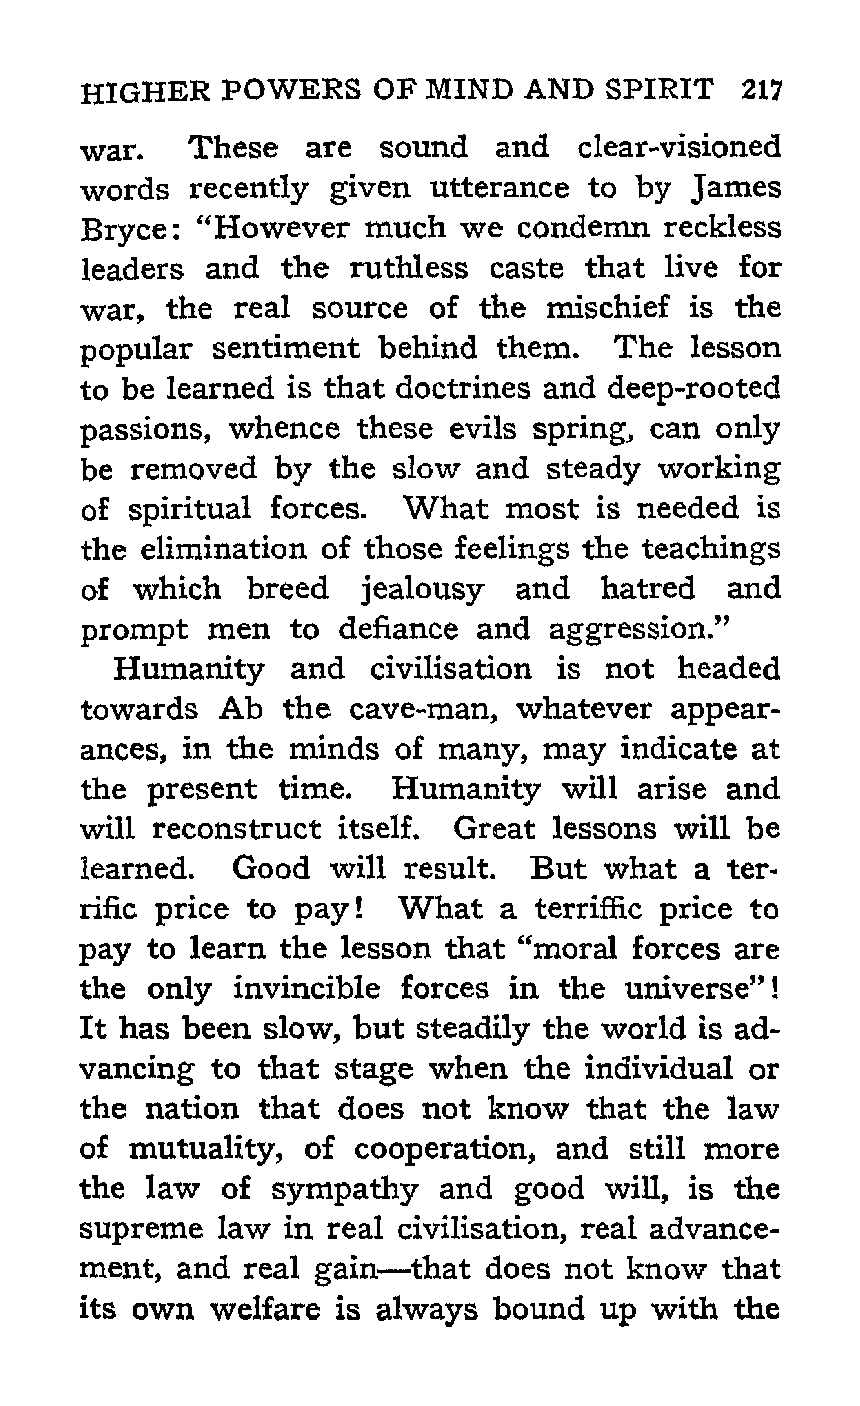 HIGHER POWERS OF MIND AND SPIRIT 217
war. These are sound and clear-visioned
words recently given utterance to by James
Bryce: “However much we condemn reckless
leaders and the ruthless caste that live for
war, the real source of the mischief is the
popular sentiment behind them. The lesson
to be learned is that doctrines and deep-rooted
passions, whence these evils spring, can only
be removed by the slow and steady working
of spiritual forces. What most is needed is
the elimination of those feelings the teachings
of which breed jealousy and hatred and
prompt men to defiance and aggression.”
Humanity and civilisation is not headed
towards Ab the cave-man, whatever appear-
ances, in the minds of many, may indicate at
the present time. Humanity will arise and
will reconstruct itself. Great lessons will be
learned. Good will result. But what a ter-
rific price to pay! What a terriffic price to
pay to learn the lesson that “moral forces are
the only invincible forces in the universe”!
It has been slow, but steadily the world is ad-
vancing to that stage when the individual or
the nation that does not know that the law
of mutuality, of cooperation, and still more
the law of sympathy and good will, is the
supreme law in real civilisation, real advance-
ment, and real gain—that does not know that
its own welfare is always bound up with the